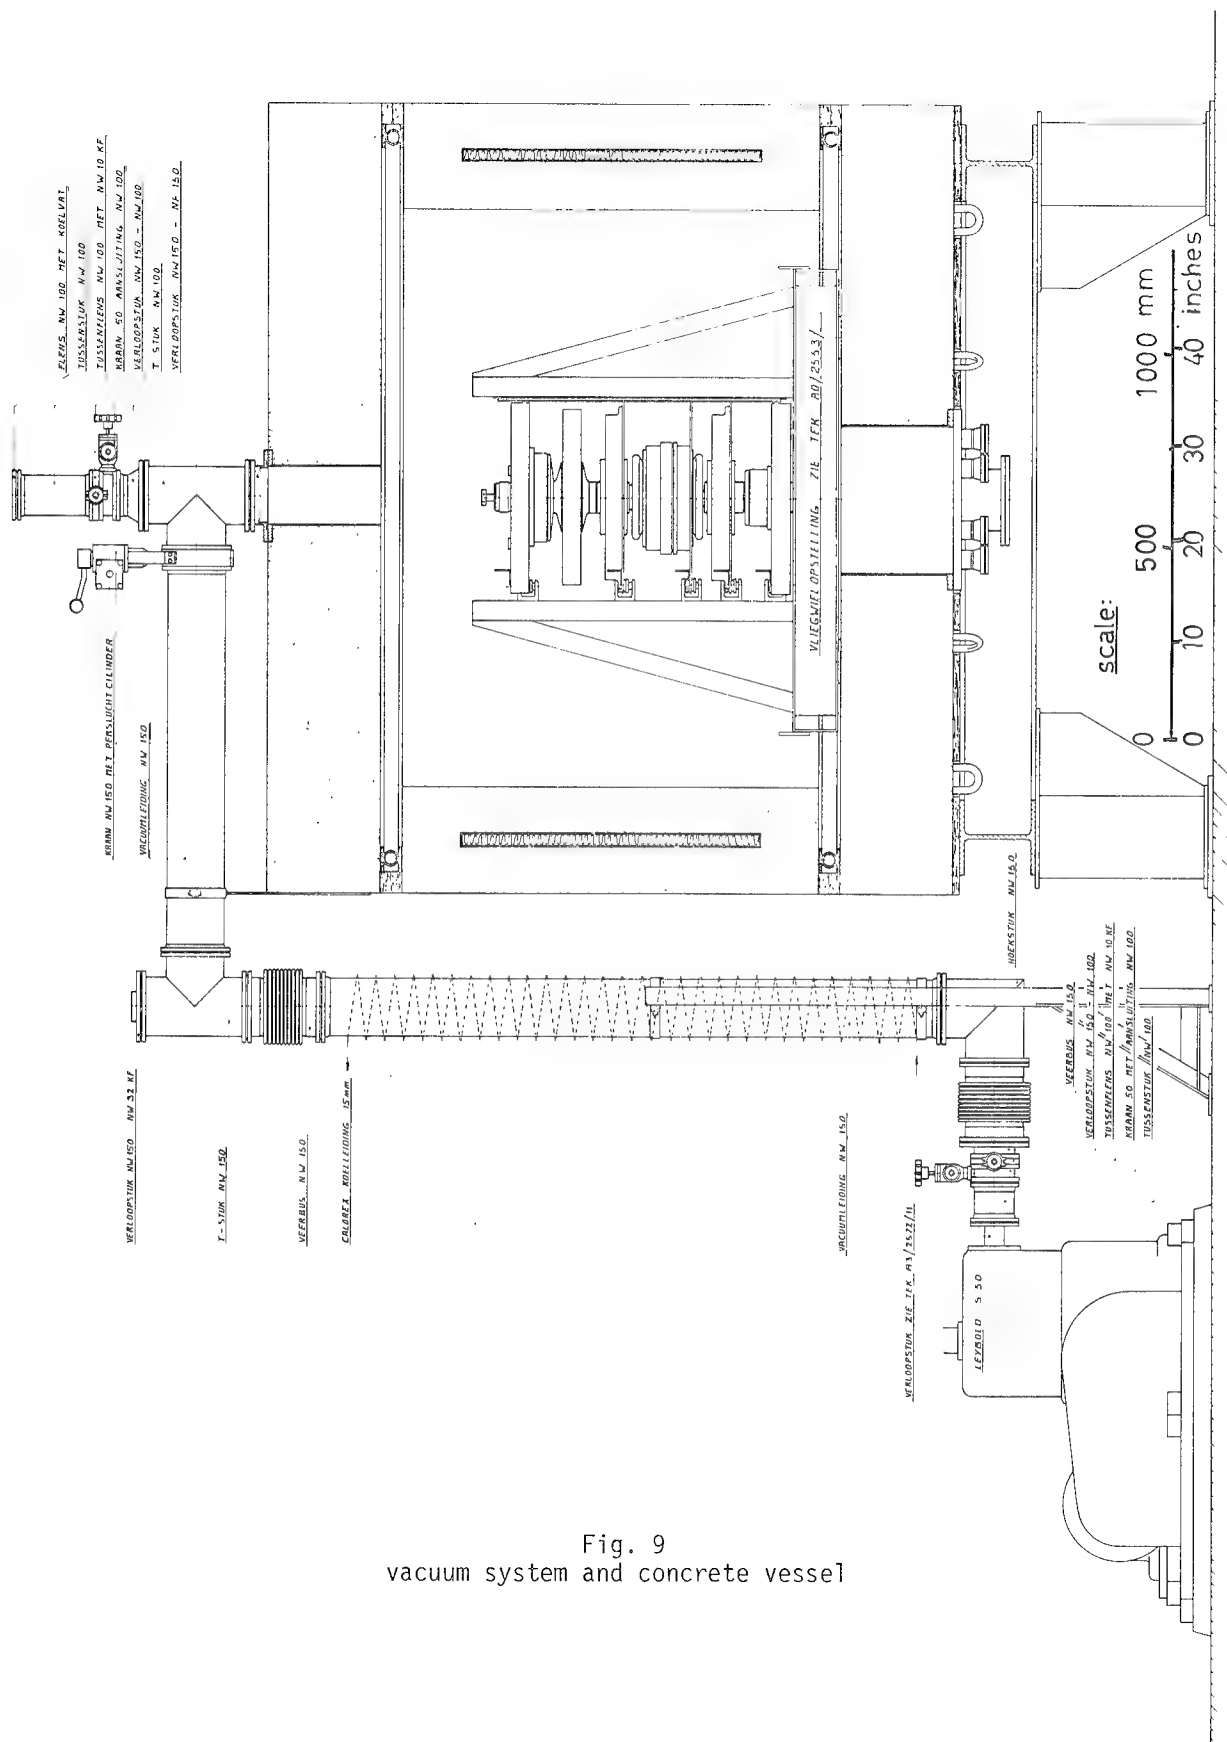 FLENS NW 100 MET KOELVAT
TUSSENSTUK NW 100
TUSSENFLENS NW 100 MET NW 10 KF
KRAAN 50 AANSLUITING NW 100
VERLOOPSTUK NW 150 - NW 100
T STUK NW 100
VERLOOPSTUK NW 150 - NF 150
KRAAN NW 150 MET PERSLUCHT CILINDER
VACUUMLEIDING NW 150
VERLOOPSTUK NW 150 NW 32 KF
T-STUK NW 150
VEERBUS NW 150
CALOREX KOELLEIDING 15mm
VACUUMLEIDING NW 150
VERLOOPSTUK ZIE TEK A3/2572/11
LEYBOLD S 50
HOEKSTUK NW 150
VEERBUS NW 150
VERLOOPSTUK NW 150 - NW 100
TUSSENFLENS NW 100 MET NW 10 KF
KRAAN 50 MET AANSLUITING NW 100
TUSSENSTUK NW 100
VLIEGWIELOPSTELLING ZIE TEK A0/2553/
scale:
0 500 1000 mm
0 10 20 30 40 inches
Fig. 9
vacuum system and concrete vessel